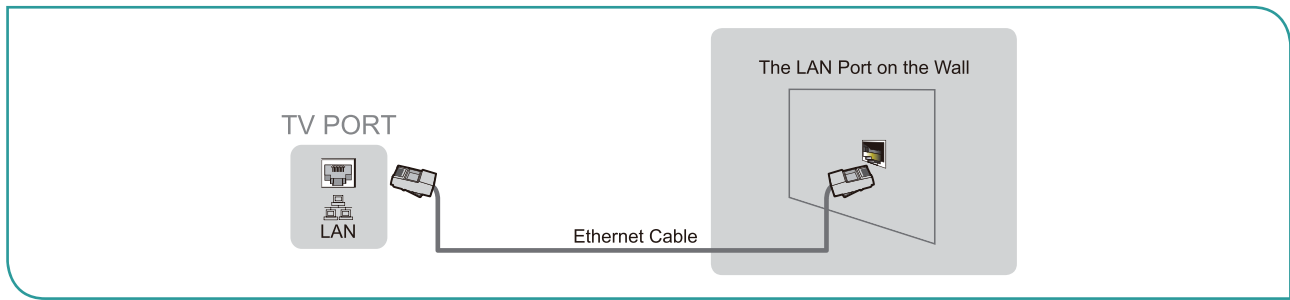 The LAN Port on the Wall
TV PORT
LAN
Ethernet Cable